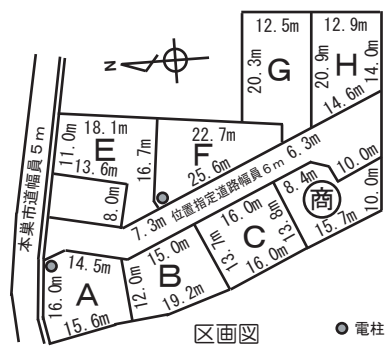 12.5m
12.9m
20.3m
G
20.9m
H
14.0m
14.6m
N
本巣市道幅員5m
11.0m
18.1m
E
13.6m
16.7m
22.7m
F
25.6m
8.0m
7.3m
位置指定道路幅員6m
6.3m
10.0m
8.4m
商
10.0m
15.7m
14.5m
16.0m
A
15.6m
15.0m
12.0m
B
19.2m
16.0m
13.7m
C
13.8m
16.0m
区画図
電柱